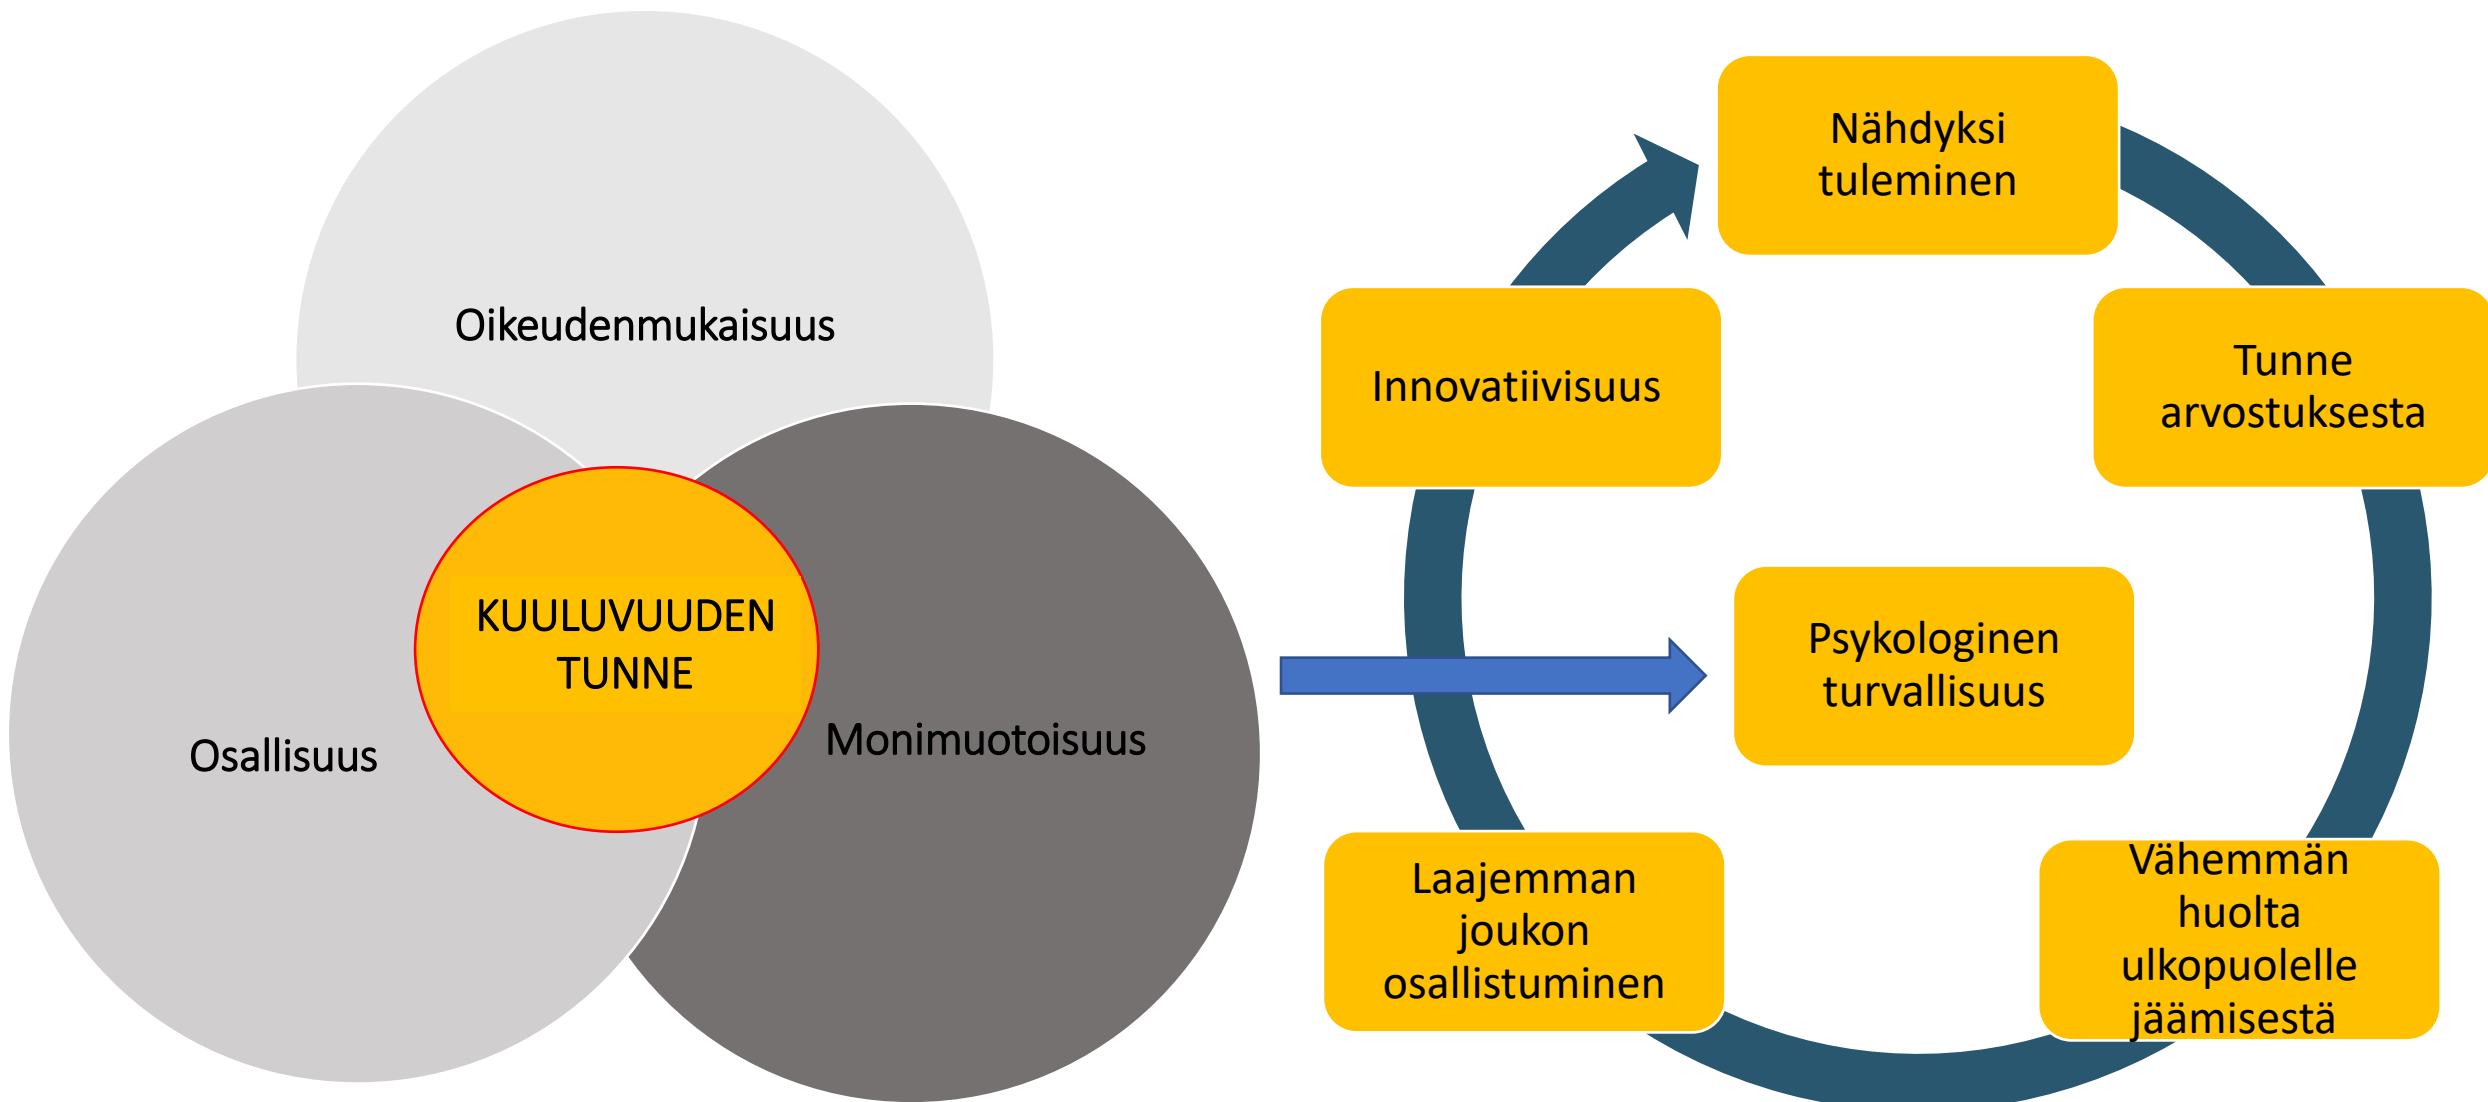 Oikeudenmukaisuus
KUULUVUUDEN
TUNNE
Osallisuus
Monimuotoisuus
Nähdyksi
tuleminen
Tunne
arvostuksesta
Vähemmän
huolta
ulkopuolelle
jäämisestä
Laajemman
joukon
osallistuminen
Innovatiivisuus
Psykologinen
turvallisuus